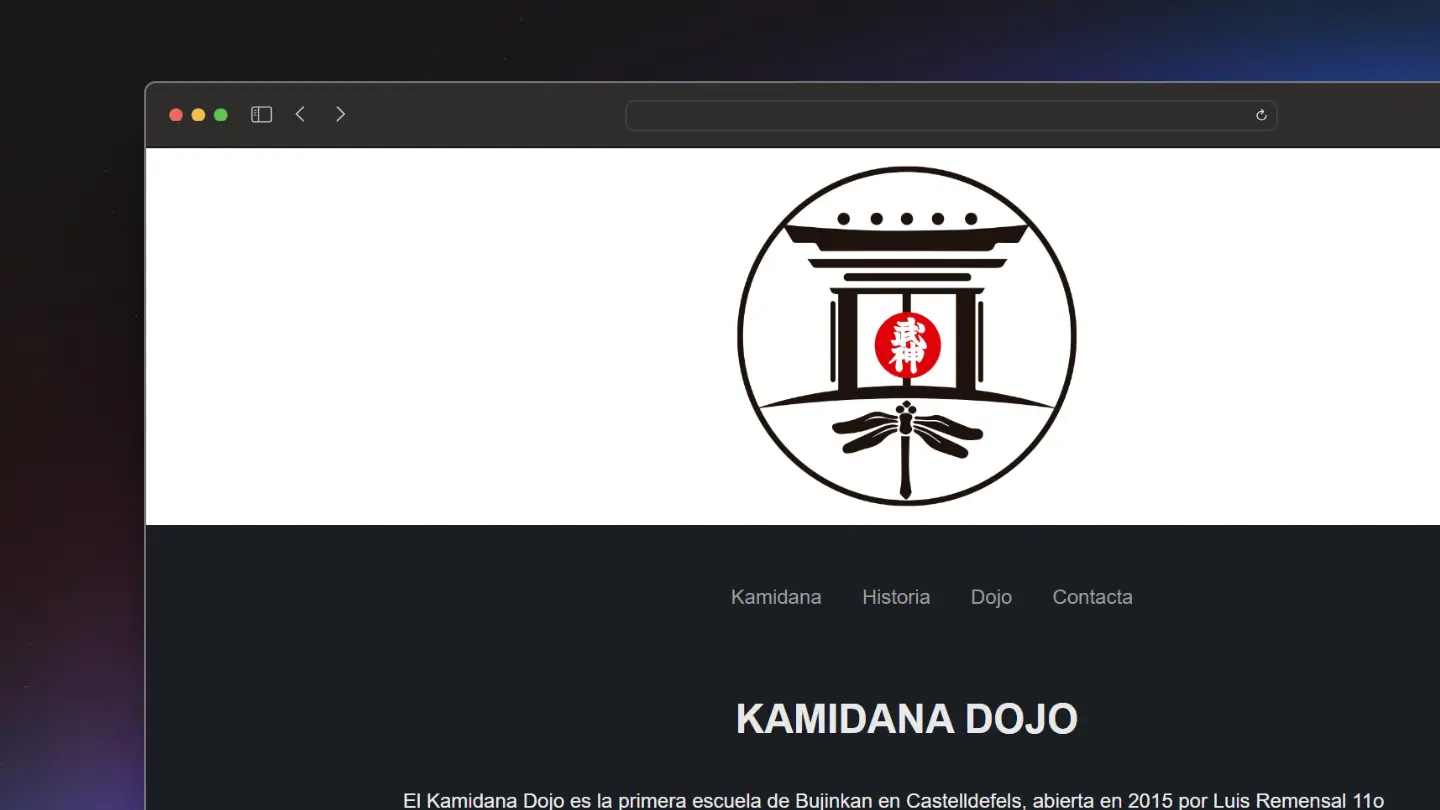 武
神
Kamidana Historia Dojo Contacta
KAMIDANA DOJO
El Kamidana Dojo es la primera escuela de Bujinkan en Castelldefels, abierta en 2015 por Luis Remensal 11o